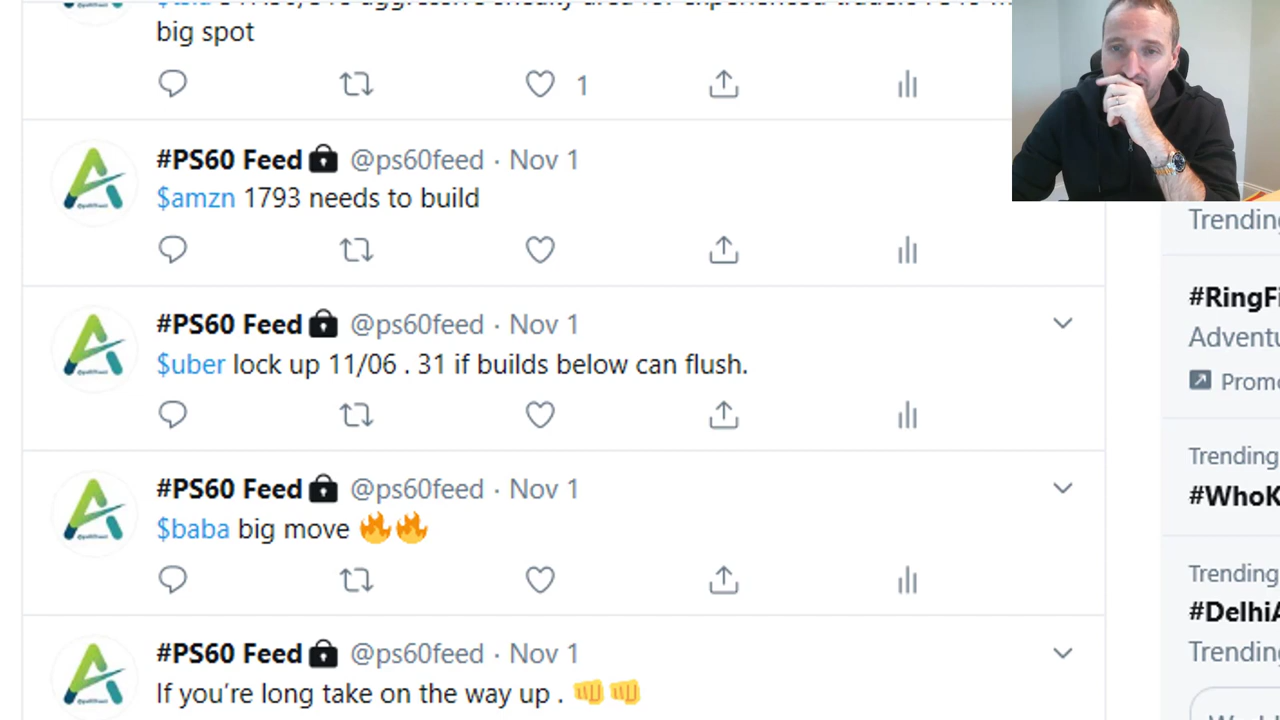 big spot
1
#PS60 Feed🔒 @ps60feed · Nov 1
$amzn 1793 needs to build
#PS60 Feed🔒 @ps60feed · Nov 1
$uber lock up 11/06 . 31 if builds below can flush.
#PS60 Feed🔒 @ps60feed · Nov 1
$baba big move 🔥🔥
#PS60 Feed🔒 @ps60feed · Nov 1
If you’re long take on the way up . 👊👊
Trending
#RingFi
Adventu
Promo
Trending
#WhoK
Trending
#DelhiA
Trending